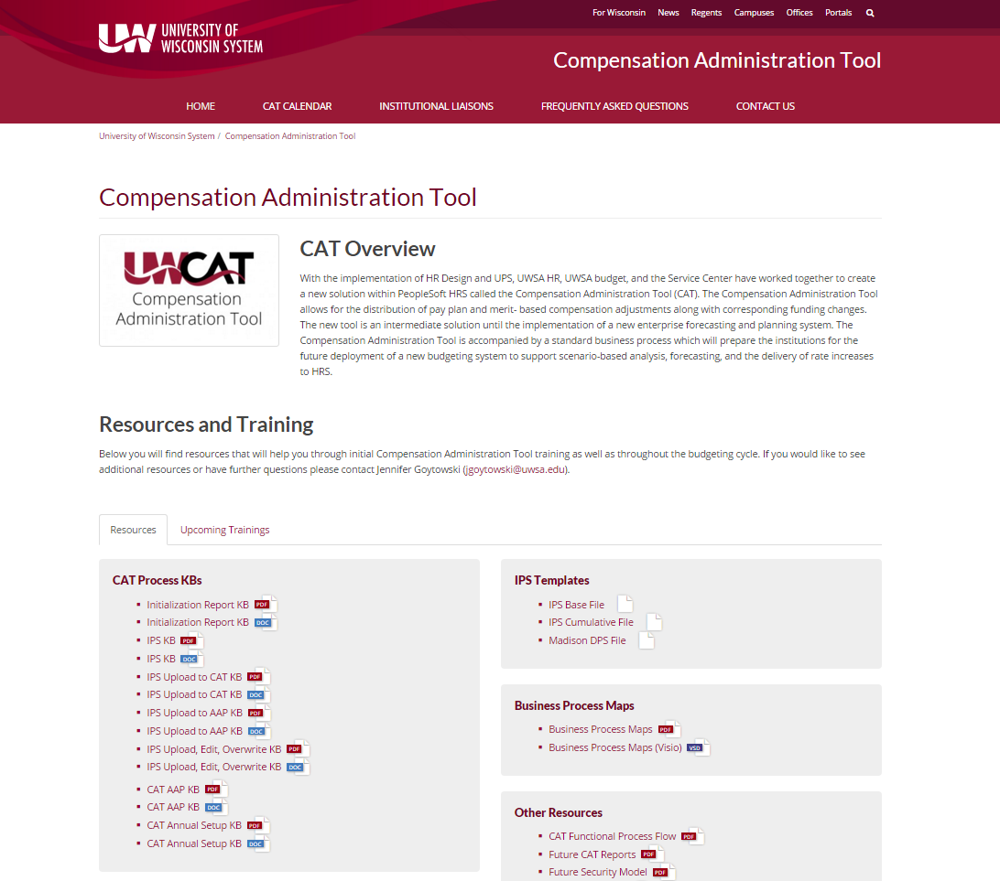 For Wisconsin News Regents Campuses Offices Portals
UW UNIVERSITY OF
WISCONSIN SYSTEM
Compensation Administration Tool
HOME CAT CALENDAR INSTITUTIONAL LIAISONS FREQUENTLY ASKED QUESTIONS CONTACT US
University of Wisconsin System / Compensation Administration Tool
Compensation Administration Tool
UWCAT
Compensation
Administration Tool
CAT Overview
With the implementation of HR Design and UPS, UWSA HR, UWSA budget, and the Service Center have worked together to create
a new solution within PeopleSoft HRS called the Compensation Administration Tool (CAT). The Compensation Administration Tool
allows for the distribution of pay plan and merit- based compensation adjustments along with corresponding funding changes.
The new tool is an intermediate solution until the implementation of a new enterprise forecasting and planning system. The
Compensation Administration Tool is accompanied by a standard business process which will prepare the institutions for the
future deployment of a new budgeting system to support scenario-based analysis, forecasting, and the delivery of rate increases
to HRS.
Resources and Training
Below you will find resources that will help you through initial Compensation Administration Tool training as well as throughout the budgeting cycle. If you would like to see
additional resources or have further questions please contact Jennifer Goytowski (jgoytowski@uwsa.edu).
Resources Upcoming Trainings
CAT Process KBs
Initialization Report KB PDF
Initialization Report KB DOC
IPS KB PDF
IPS KB DOC
IPS Upload to CAT KB PDF
IPS Upload to CAT KB DOC
IPS Upload to AAP KB PDF
IPS Upload to AAP KB DOC
IPS Upload, Edit, Overwrite KB PDF
IPS Upload, Edit, Overwrite KB DOC
CAT AAP KB PDF
CAT AAP KB DOC
CAT Annual Setup KB PDF
CAT Annual Setup KB DOC
IPS Templates
IPS Base File
IPS Cumulative File
Madison DPS File
Business Process Maps
Business Process Maps PDF
Business Process Maps (Visio) VSD
Other Resources
CAT Functional Process Flow PDF
Future CAT Reports PDF
Future Security Model PDF